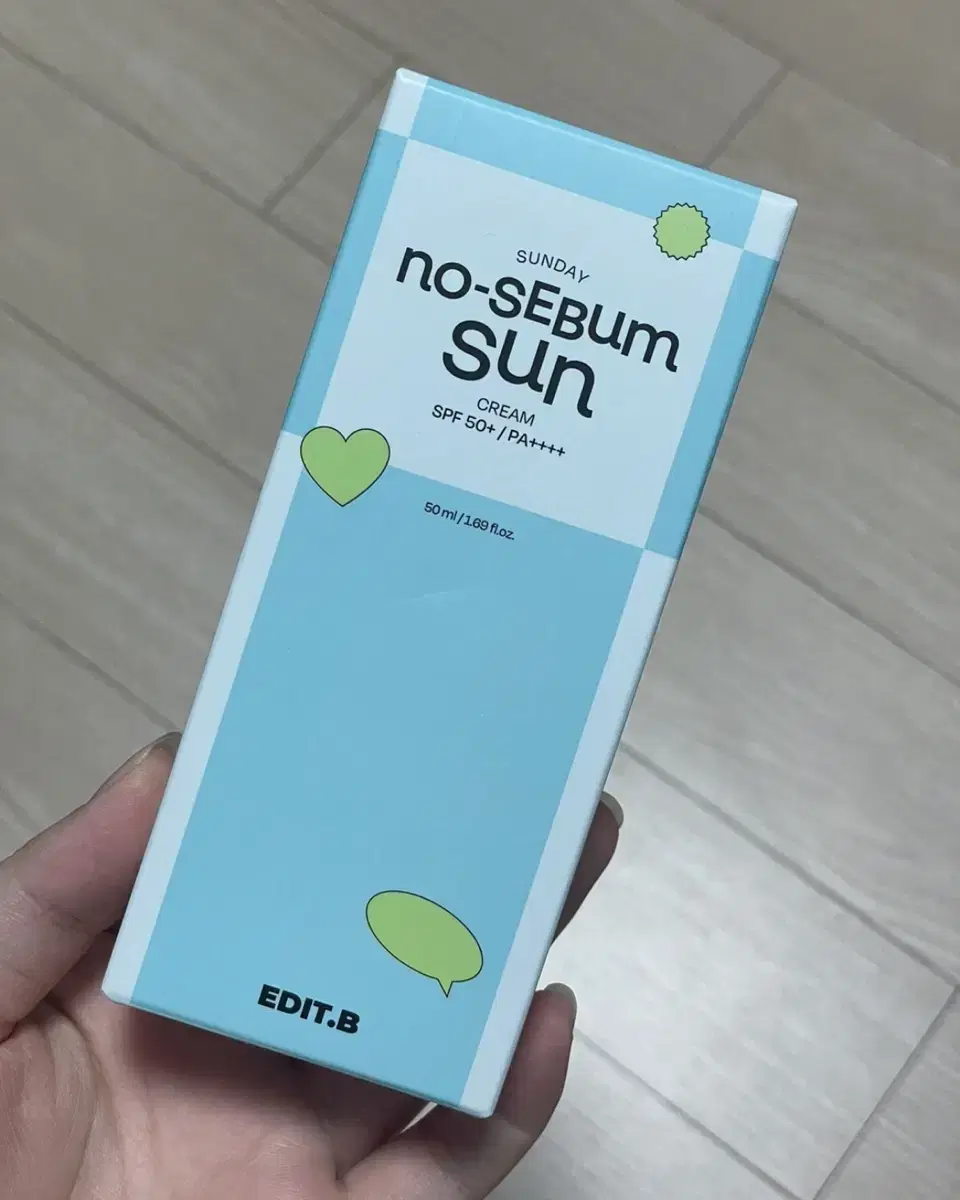 SUNDAY
no-SEBum
sun
CREAM
SPF 50+ / PA++++
50 ml / 1.69 fl.oz.
EDIT.B